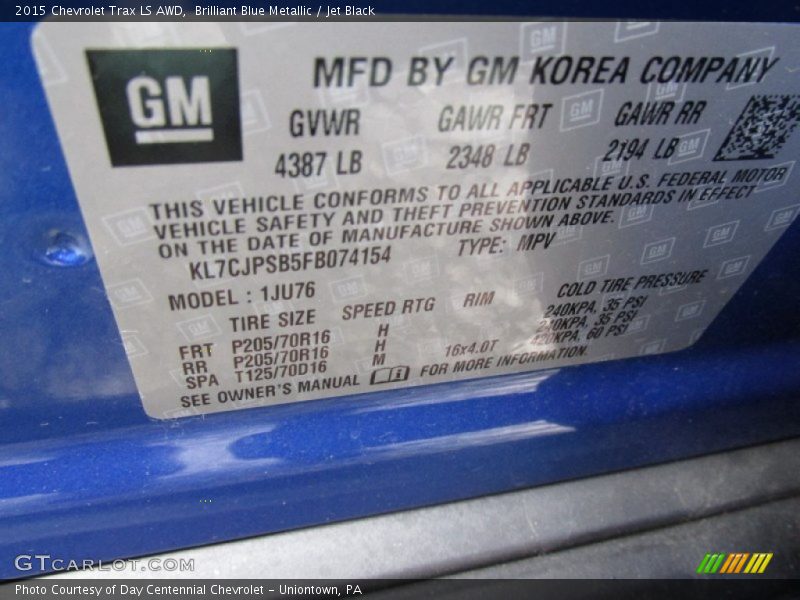 2015 Chevrolet Trax LS AWD, Brilliant Blue Metallic / Jet Black
GM
MFD BY GM KOREA COMPANY
GVWR GAWR FRT GAWR RR
4387 LB 2348 LB 2194 LB
THIS VEHICLE CONFORMS TO ALL APPLICABLE U.S. FEDERAL MOTOR
VEHICLE SAFETY AND THEFT PREVENTION STANDARDS IN EFFECT
ON THE DATE OF MANUFACTURE SHOWN ABOVE.
KL7CJPSB5FB074154 TYPE: MPV
MODEL : 1JU76
TIRE SIZE SPEED RTG RIM COLD TIRE PRESSURE
FRT P205/70R16 H 240KPA, 35 PSI
RR P205/70R16 H 240KPA, 35 PSI
SPA T125/70D16 M 16x4.0T 420KPA, 60 PSI
SEE OWNER'S MANUAL FOR MORE INFORMATION.
GTCARLOT.COM
Photo Courtesy of Day Centennial Chevrolet - Uniontown, PA